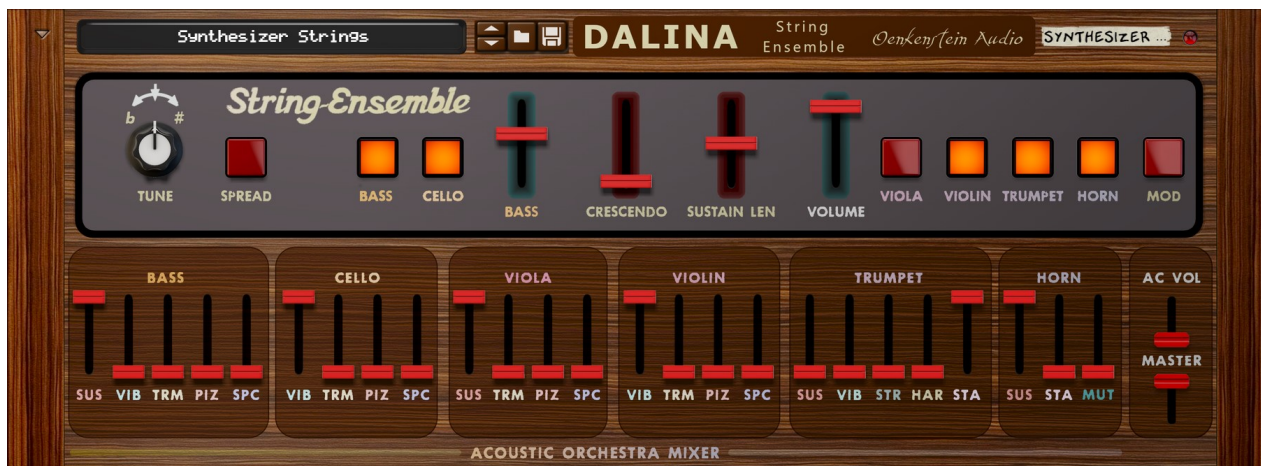 Synthesizer Strings
DALINA
String
Ensemble
Oenkenstein Audio
SYNTHESIZER ...
b #
String-Ensemble
TUNE
SPREAD
BASS
CELLO
BASS
CRESCENDO
SUSTAIN LEN
VOLUME
VIOLA
VIOLIN
TRUMPET
HORN
MOD
BASS
CELLO
VIOLA
VIOLIN
TRUMPET
HORN
AC VOL
SUS VIB TRM PIZ SPC
VIB TRM PIZ SPC
SUS TRM PIZ SPC
VIB TRM PIZ SPC
SUS VIB STR HAR STA
SUS STA MUT
MASTER
ACOUSTIC ORCHESTRA MIXER